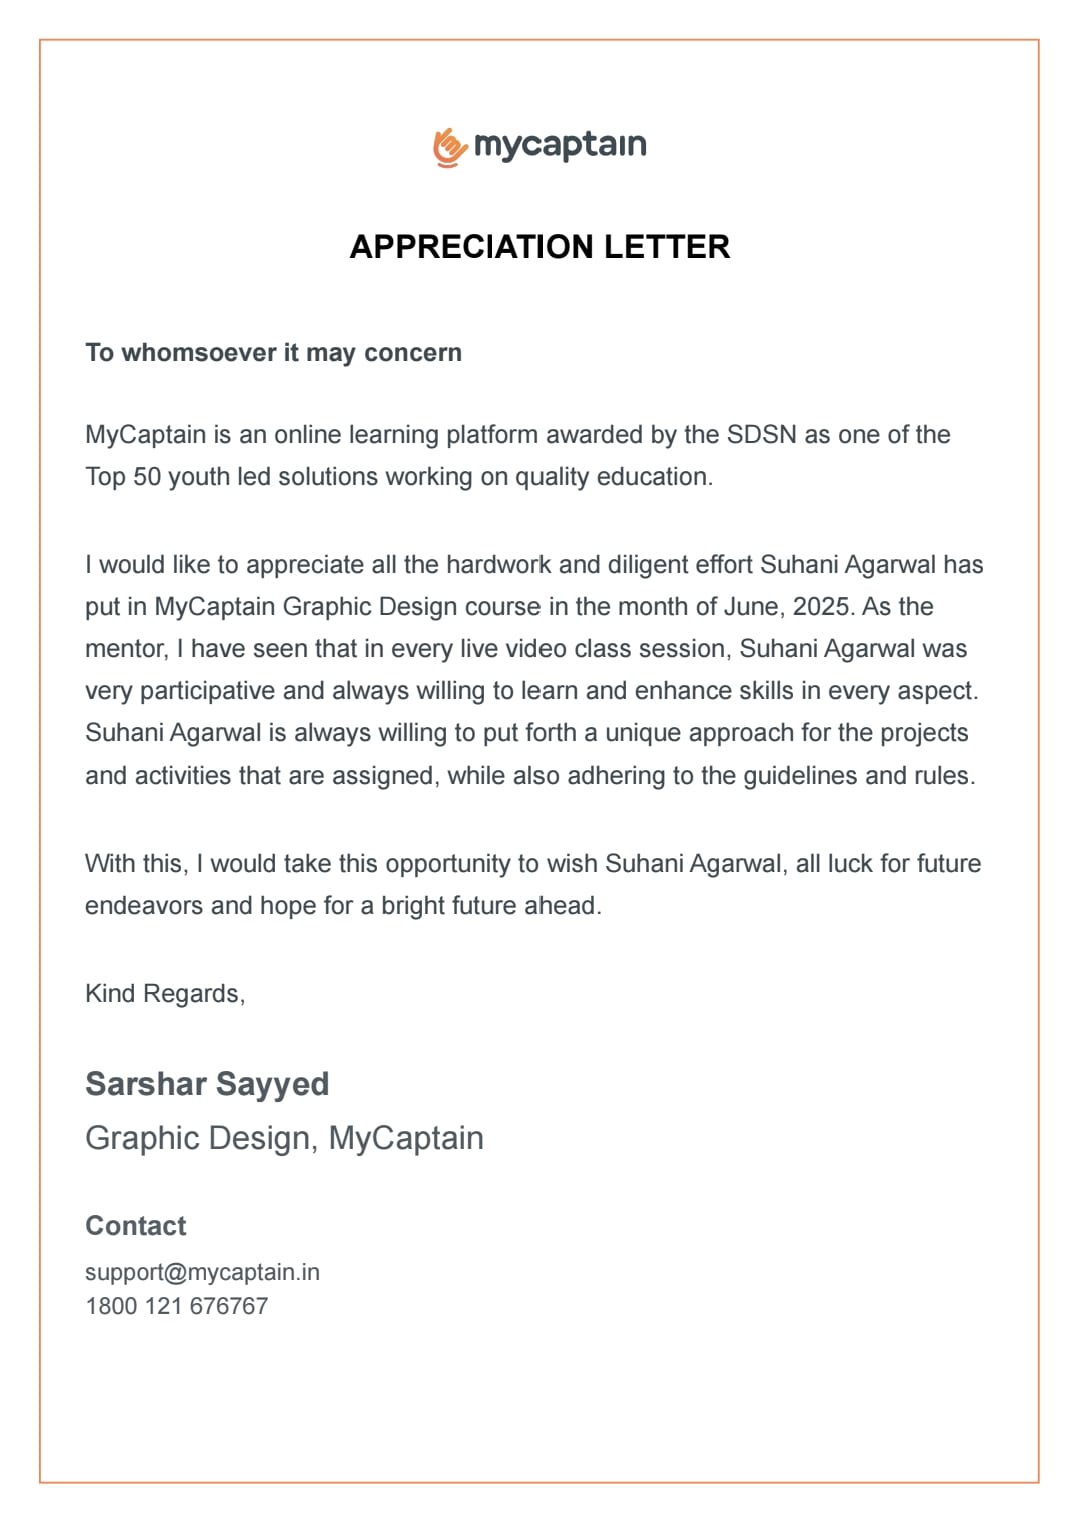 mycaptain
APPRECIATION LETTER
To whomsoever it may concern
MyCaptain is an online learning platform awarded by the SDSN as one of the
Top 50 youth led solutions working on quality education.
I would like to appreciate all the hardwork and diligent effort Suhani Agarwal has
put in MyCaptain Graphic Design course in the month of June, 2025. As the
mentor, I have seen that in every live video class session, Suhani Agarwal was
very participative and always willing to learn and enhance skills in every aspect.
Suhani Agarwal is always willing to put forth a unique approach for the projects
and activities that are assigned, while also adhering to the guidelines and rules.
With this, I would take this opportunity to wish Suhani Agarwal, all luck for future
endeavors and hope for a bright future ahead.
Kind Regards,
Sarshar Sayyed
Graphic Design, MyCaptain
Contact
support@mycaptain.in
1800 121 676767